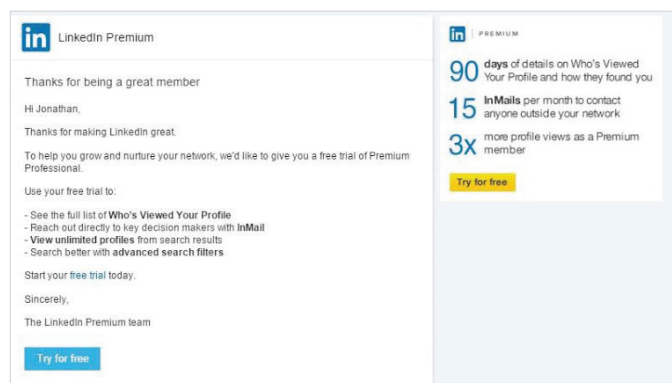 in LinkedIn Premium
Thanks for being a great member
Hi Jonathan,
Thanks for making LinkedIn great.
To help you grow and nurture your network, we'd like to give you a free trial of Premium
Professional.
Use your free trial to:
- See the full list of Who's Viewed Your Profile
- Reach out directly to key decision makers with InMail
- View unlimited profiles from search results
- Search better with advanced search filters
Start your free trial today.
Sincerely,
The LinkedIn Premium team
Try for free
in PREMIUM
90 days of details on Who's Viewed
Your Profile and how they found you
15 InMails per month to contact
anyone outside your network
3x more profile views as a Premium
member
Try for free